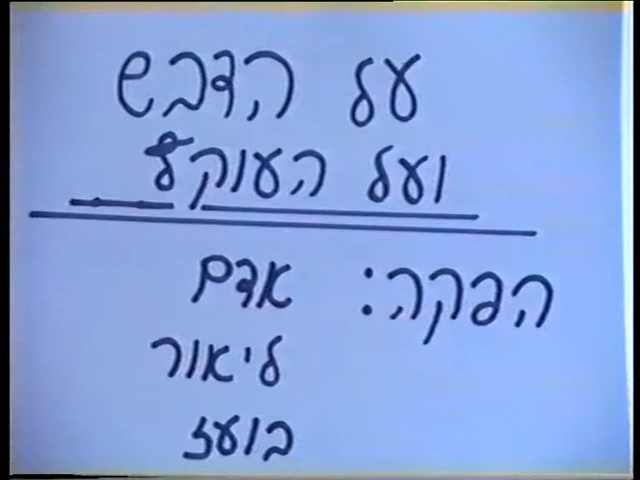 על הדבש
ועל העוקץ
הפקה: אדם
ליאור
בועז